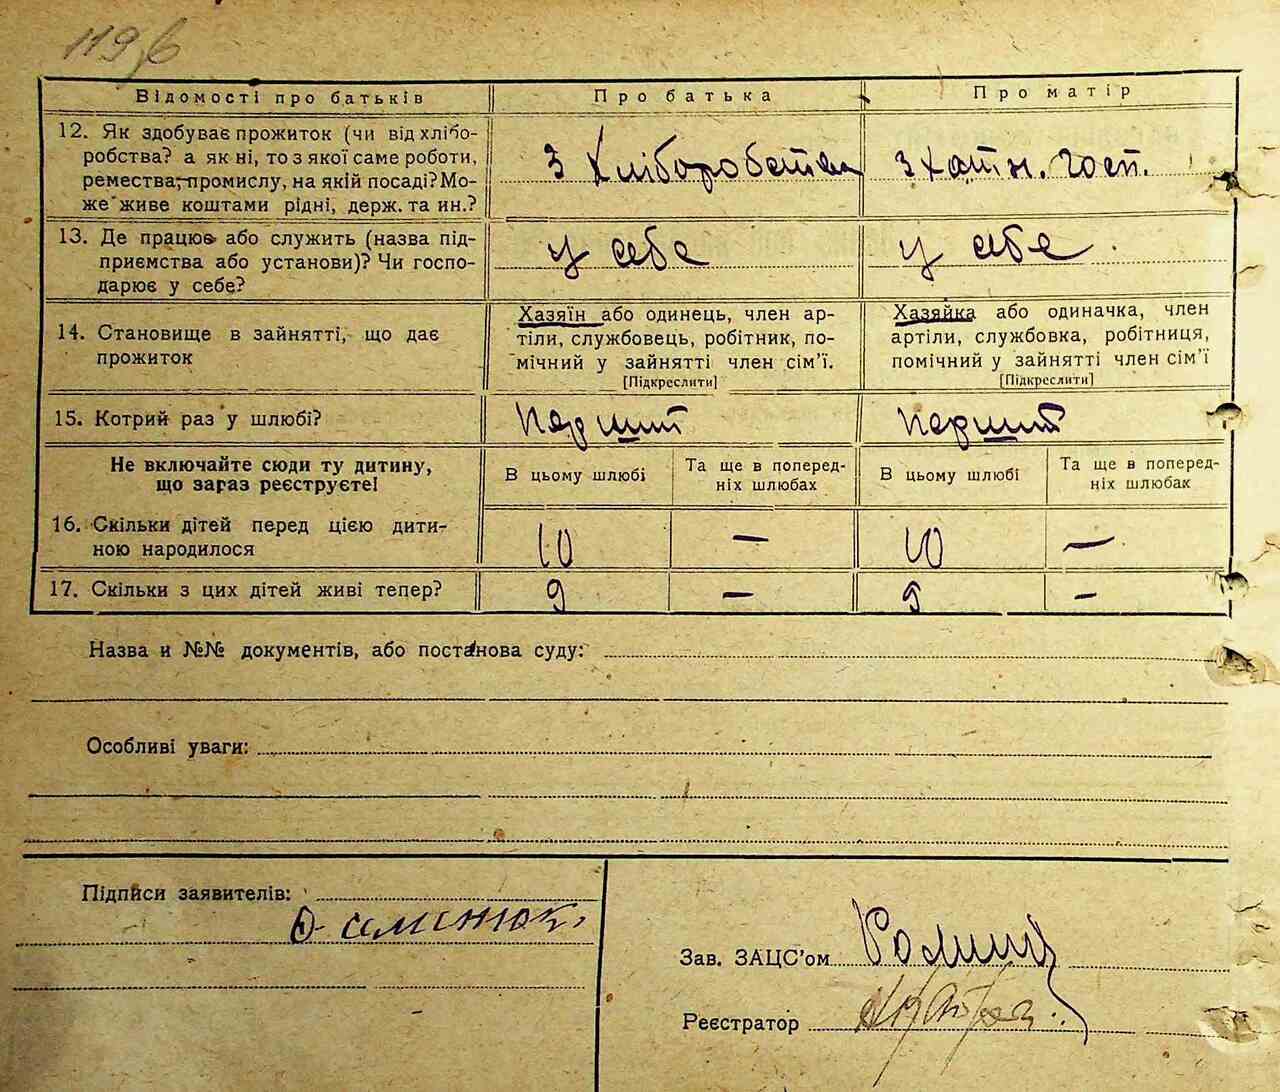 Відомості про батьків Про батька Про матір
12. Як здобуває прожиток (чи від хлібо-
робства? а як ні, то з якої саме роботи,
ремества, промислу, на якій посаді? Мо-
же живе коштами рідні, держ. та ин.?
З Хліборобства З хатн. госп.
13. Де працює або служить (назва під-
приємства або установи)? Чи госпо-
дарює у себе?
у себе у себе
14. Становище в зайнятті, що дає
прожиток
Хазяїн або одинець, член ар-
тіли, службовець, робітник, по-
мічний у зайнятті член сім'ї.
[Підкреслити]
Хазяйка або одиначка, член
артіли, службовка, робітниця,
помічний у зайнятті член сім'ї
[Підкреслити]
15. Котрий раз у шлюбі? Перший Перший
Не включайте сюди ту дитину,
що зараз реєструєте!
В цьому шлюбі
Та ще в поперед-
ніх шлюбах
В цьому шлюбі
Та ще в поперед-
ніх шлюбах
16. Скільки дітей перед цією дити-
ною народилося
10 — 10 —
17. Скільки з цих дітей живі тепер? 9 — 9 —
Назва и №№ документів, або постанова суду:
Особливі уваги:
Підписи заявителів:
Зав. ЗАЦС'ом
Реєстратор